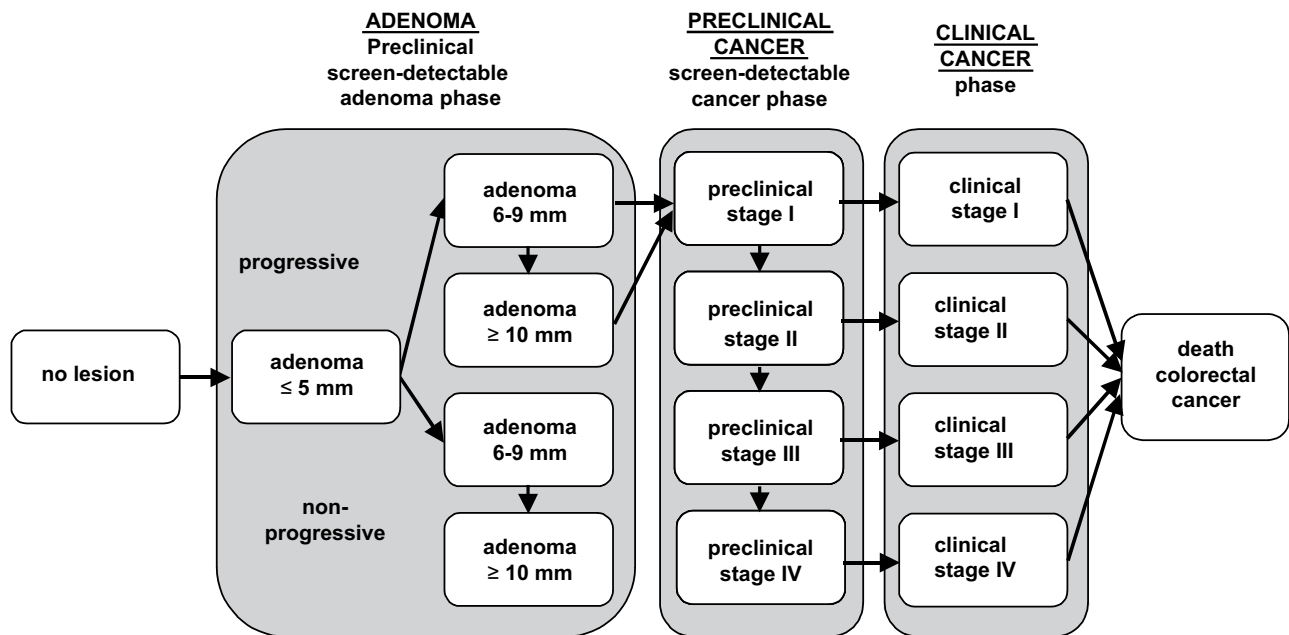 ADENOMA
Preclinical
screen-detectable
adenoma phase
PRECLINICAL
CANCER
screen-detectable
cancer phase
CLINICAL
CANCER
phase
no lesion
progressive
adenoma
≤ 5 mm
non-
progressive
adenoma
6-9 mm
adenoma
≥ 10 mm
adenoma
6-9 mm
adenoma
≥ 10 mm
preclinical
stage I
preclinical
stage II
preclinical
stage III
preclinical
stage IV
clinical
stage I
clinical
stage II
clinical
stage III
clinical
stage IV
death
colorectal
cancer